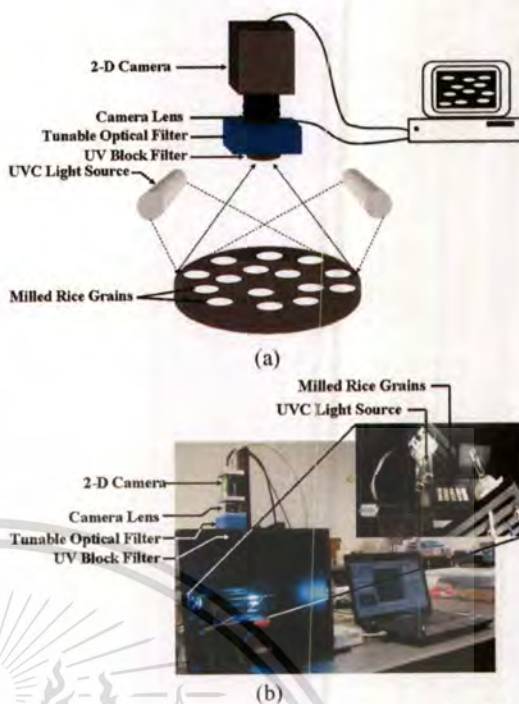 2-D Camera
Camera Lens
Tunable Optical Filter
UV Block Filter
UVC Light Source
Milled Rice Grains
(a)
Milled Rice Grains
UVC Light Source
2-D Camera
Camera Lens
Tunable Optical Filter
UV Block Filter
(b)